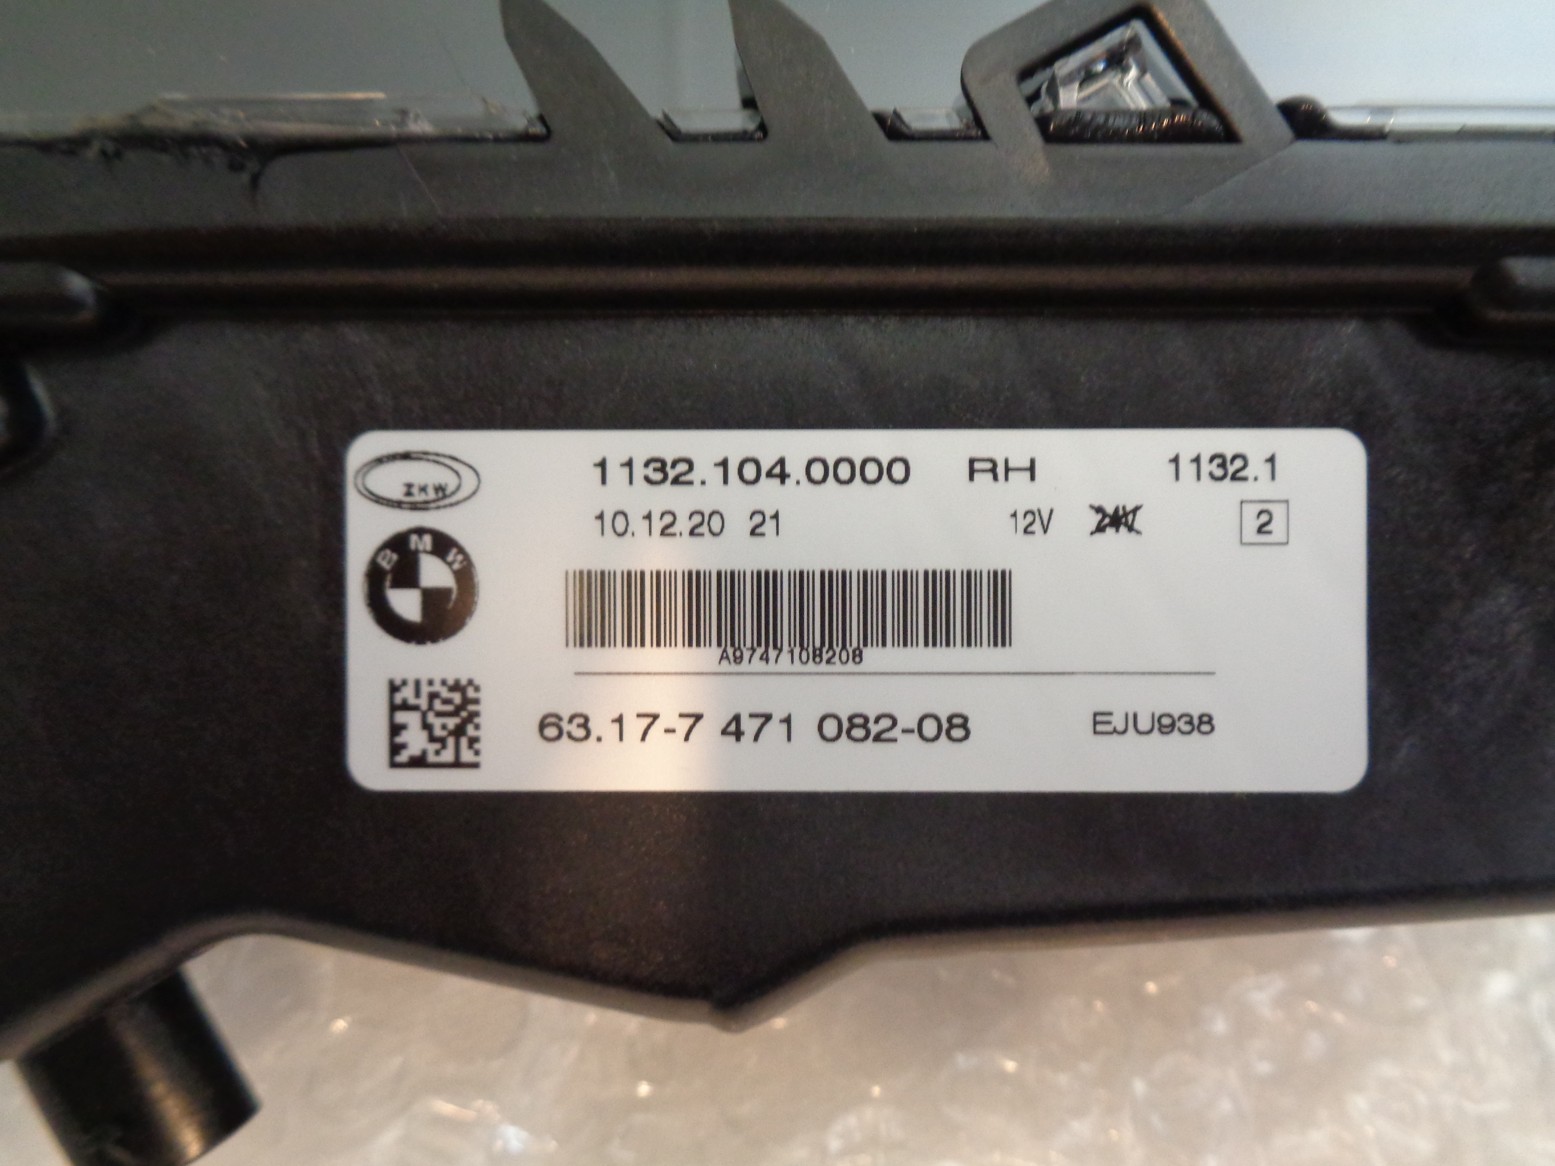 ZKW 1132.104.0000 RH 1132.1
10.12.20 21 12V 24V 2
BMW
A9747108208
63.17-7 471 082-08 EJU938